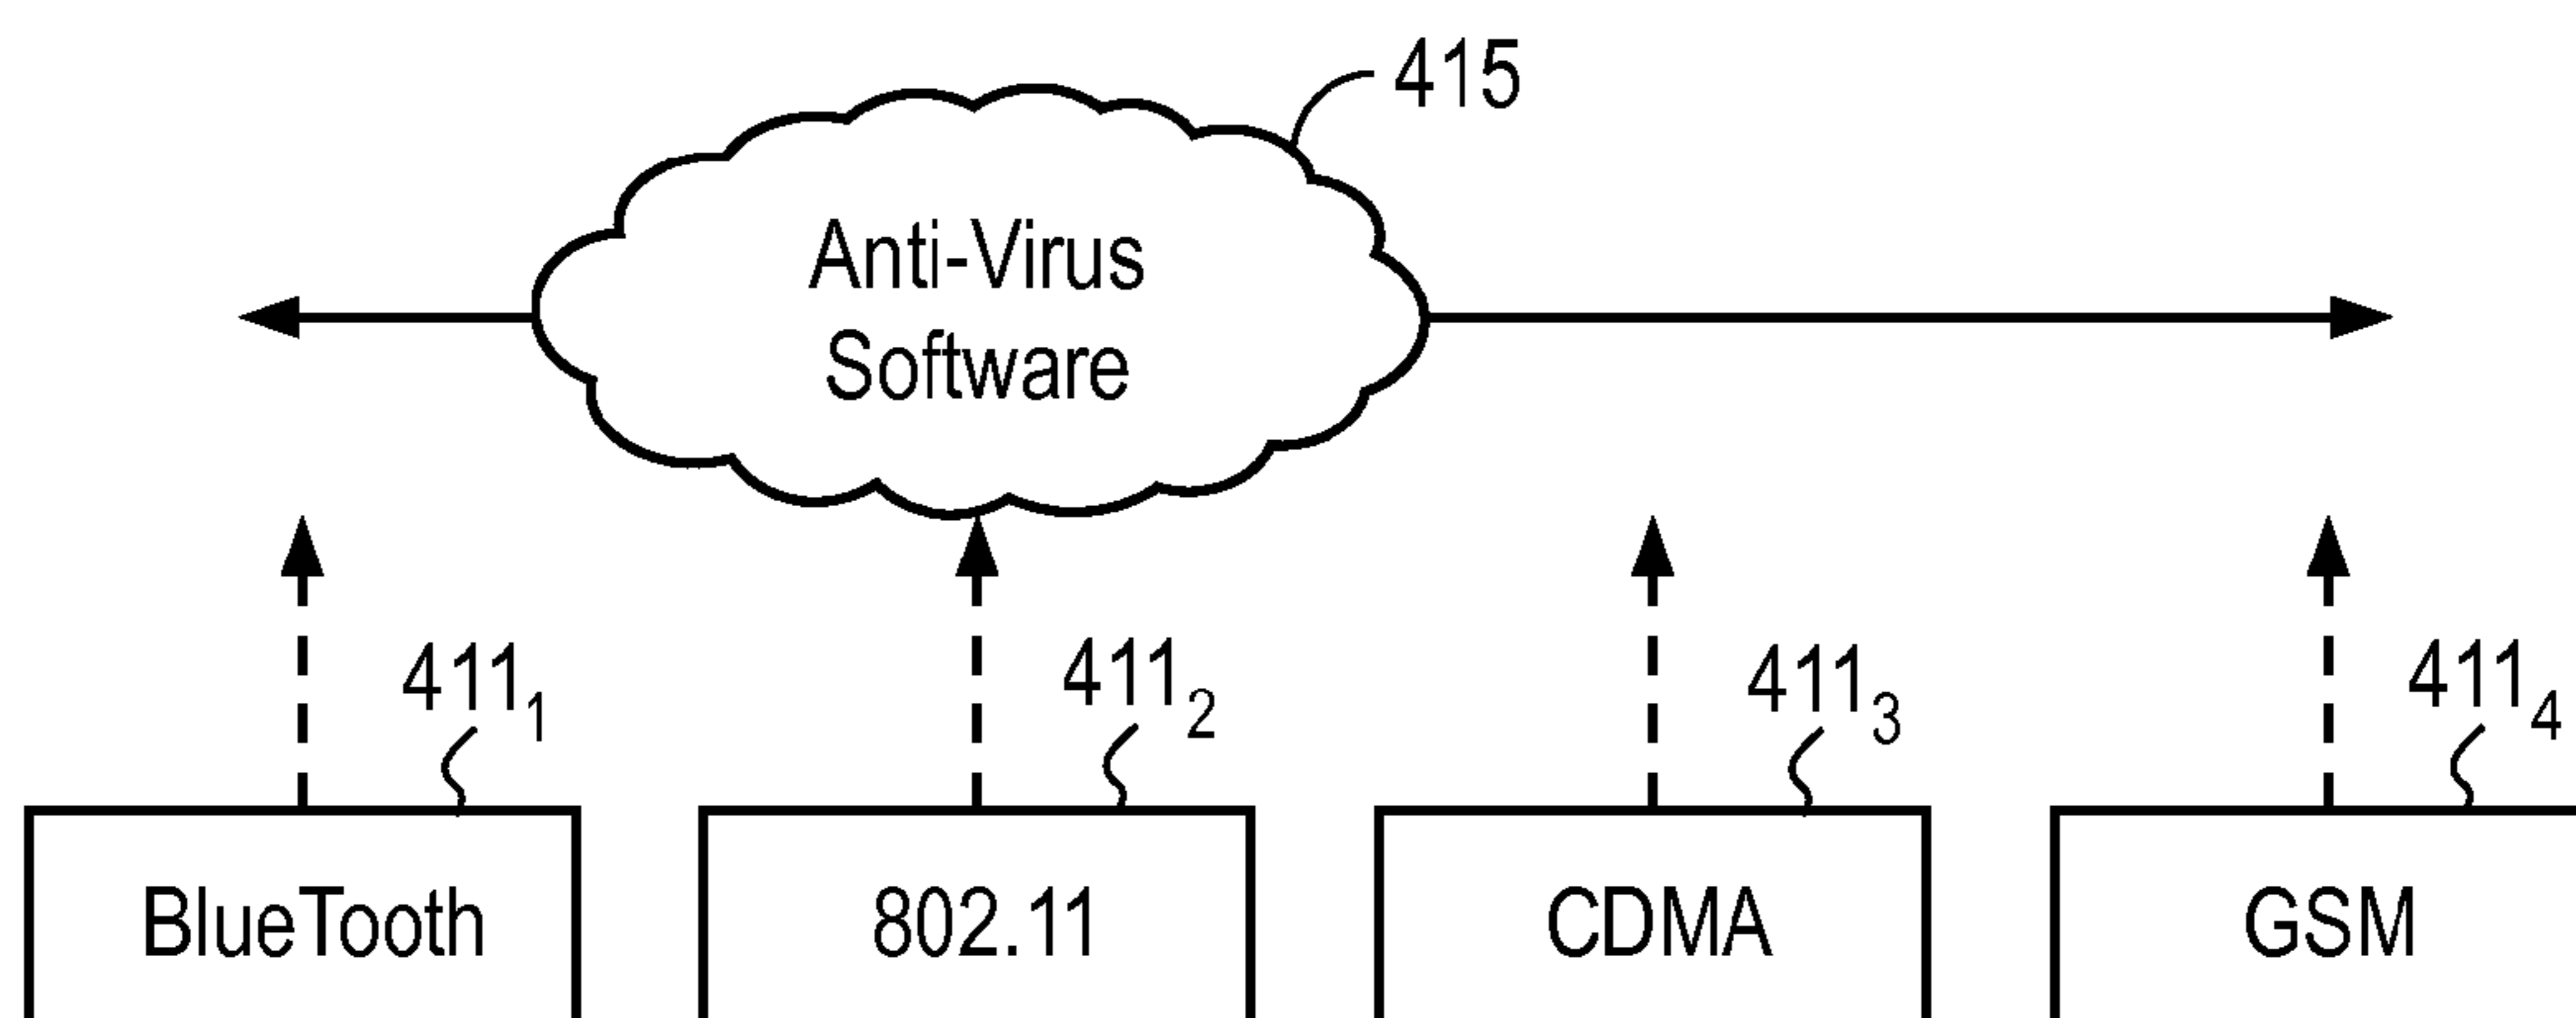 415
Anti-Virus
Software
411₁ 411₂ 411₃ 411₄
BlueTooth 802.11 CDMA GSM